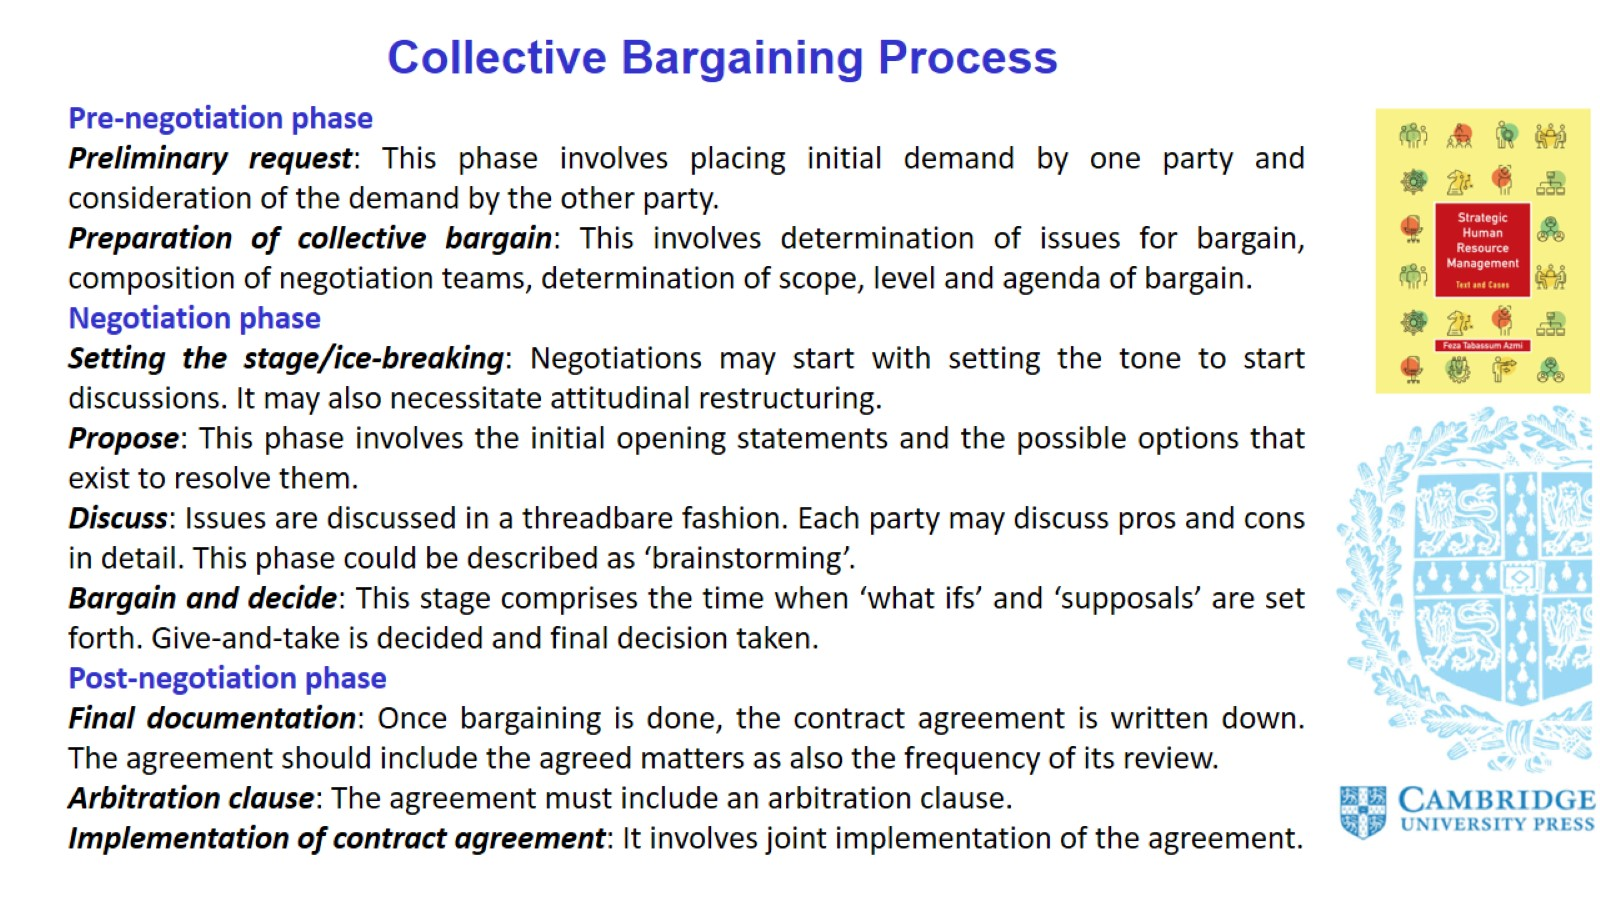 Collective Bargaining Process
Pre-negotiation phase
Preliminary request: This phase involves placing initial demand by one party and
consideration of the demand by the other party.
Preparation of collective bargain: This involves determination of issues for bargain,
composition of negotiation teams, determination of scope, level and agenda of bargain.
Negotiation phase
Setting the stage/ice-breaking: Negotiations may start with setting the tone to start
discussions. It may also necessitate attitudinal restructuring.
Propose: This phase involves the initial opening statements and the possible options that
exist to resolve them.
Discuss: Issues are discussed in a threadbare fashion. Each party may discuss pros and cons
in detail. This phase could be described as ‘brainstorming’.
Bargain and decide: This stage comprises the time when ‘what ifs’ and ‘supposals’ are set
forth. Give-and-take is decided and final decision taken.
Post-negotiation phase
Final documentation: Once bargaining is done, the contract agreement is written down.
The agreement should include the agreed matters as also the frequency of its review.
Arbitration clause: The agreement must include an arbitration clause.
Implementation of contract agreement: It involves joint implementation of the agreement.
Strategic
Human
Resource
Management
Text and Cases
Feza Tabassum Azmi
CAMBRIDGE
UNIVERSITY PRESS